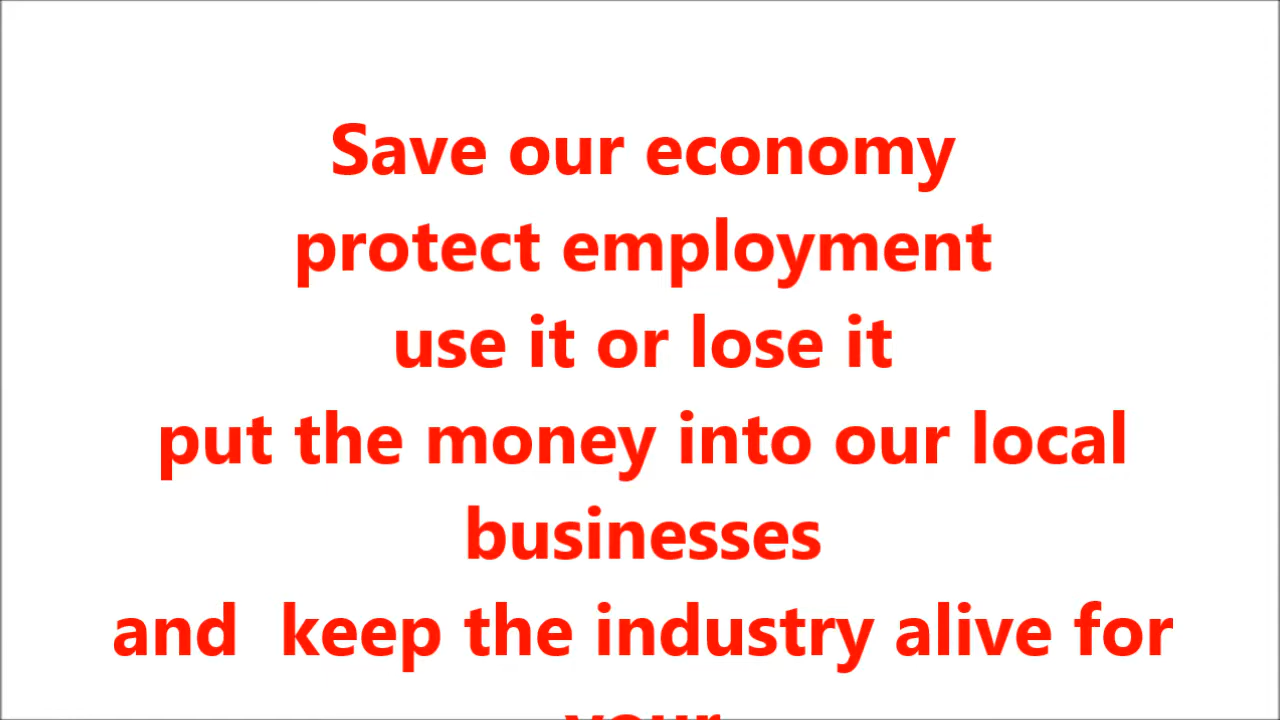 Save our economy
protect employment
use it or lose it
put the money into our local
businesses
and  keep the industry alive for
your